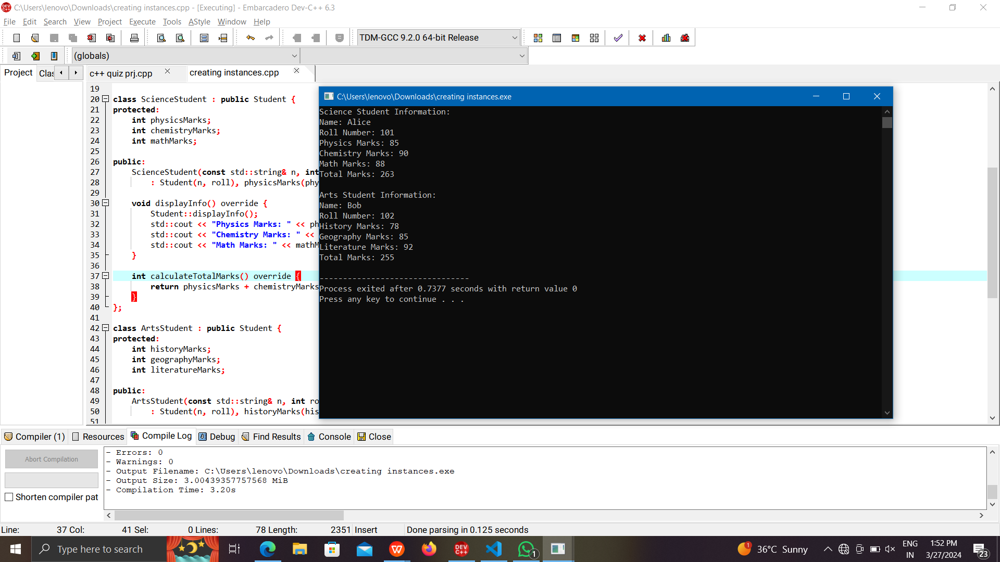 C:\Users\lenovo\Downloads\creating instances.cpp - [Executing] - Embarcadero Dev-C++ 6.3
File Edit Search View Project Execute Tools AStyle Window Help
TDM-GCC 9.2.0 64-bit Release
(globals)
Project Clas c++ quiz prj.cpp creating instances.cpp
19
20 class ScienceStudent : public Student {
21 protected:
22 int physicsMarks;
23 int chemistryMarks;
24 int mathMarks;
25
26 public:
27 ScienceStudent(const std::string& n, int
28 : Student(n, roll), physicsMarks(phy
29
30 void displayInfo() override {
31 Student::displayInfo();
32 std::cout << "Physics Marks: " << ph
33 std::cout << "Chemistry Marks: " <<
34 std::cout << "Math Marks: " << mathM
35 }
36
37 int calculateTotalMarks() override {
38 return physicsMarks + chemistryMarks
39 }
40 };
41
42 class ArtsStudent : public Student {
43 protected:
44 int historyMarks;
45 int geographyMarks;
46 int literatureMarks;
47
48 public:
49 ArtsStudent(const std::string& n, int ro
50 : Student(n, roll), historyMarks(his
51
C:\Users\lenovo\Downloads\creating instances.exe
Science Student Information:
Name: Alice
Roll Number: 101
Physics Marks: 85
Chemistry Marks: 90
Math Marks: 88
Total Marks: 263
Arts Student Information:
Name: Bob
Roll Number: 102
History Marks: 78
Geography Marks: 85
Literature Marks: 92
Total Marks: 255
--------------------------------
Process exited after 0.7377 seconds with return value 0
Press any key to continue . . .
Compiler (1) Resources Compile Log Debug Find Results Console Close
Abort Compilation
Shorten compiler pat
- Errors: 0
- Warnings: 0
- Output Filename: C:\Users\lenovo\Downloads\creating instances.exe
- Output Size: 3.00439357757568 MiB
- Compilation Time: 3.20s
Line: 37 Col: 41 Sel: 0 Lines: 78 Length: 2351 Insert Done parsing in 0.125 seconds
Type here to search
DEV C++
1
1
36°C Sunny
ENG
IN
1:52 PM
3/27/2024
23